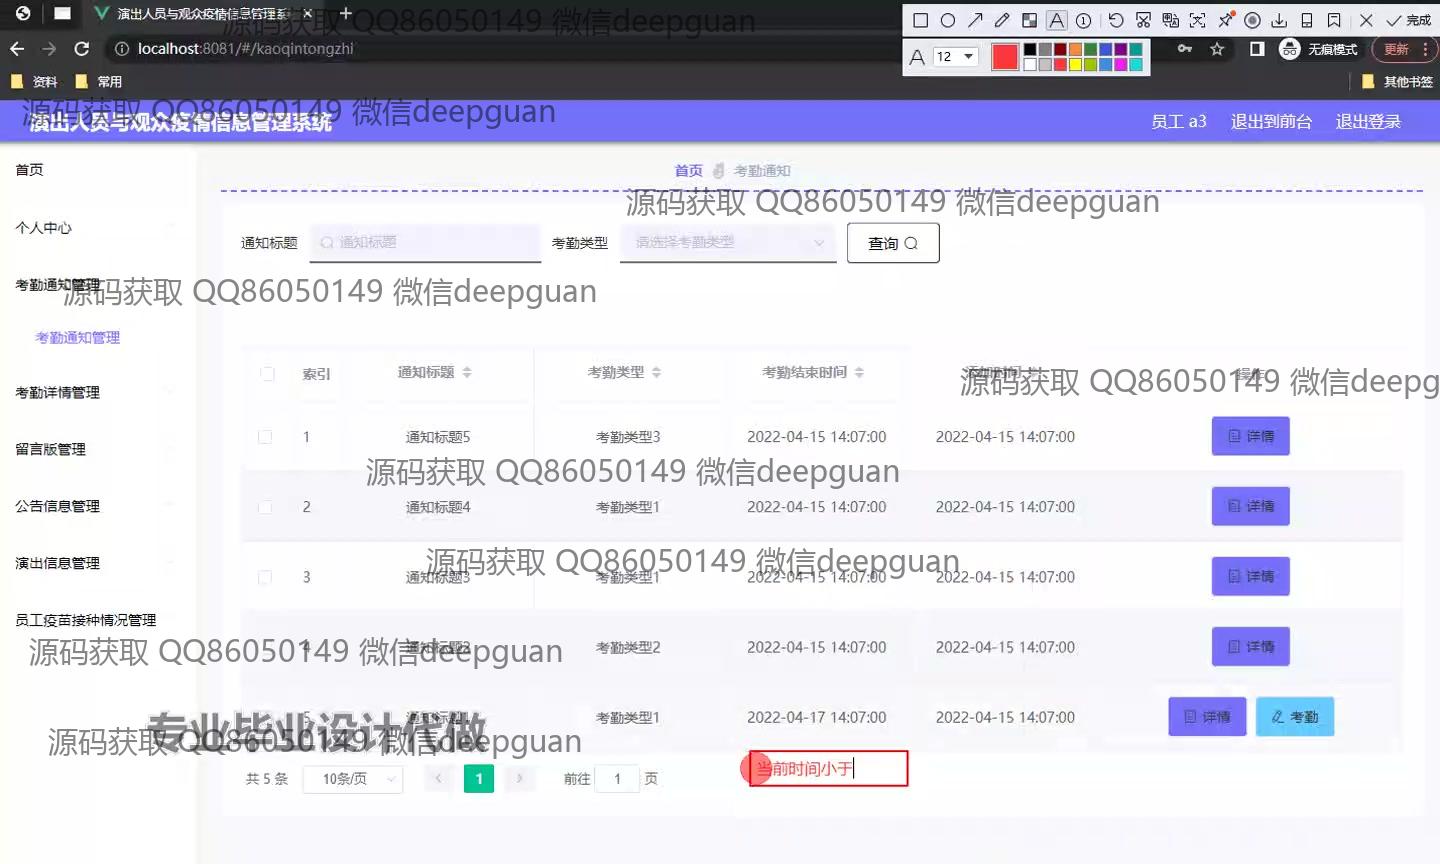 演出人员与观众疫情信息管理系
localhost:8081/#/kaoqintongzhi
12
完成
无痕模式
更新
资料
常用
其他书签
源码获取 QQ86050149 微信deepguan
源码获取 QQ86050149 微信deepguan
演出人员与观众疫情信息管理系统
员工 a3
退出到前台
退出登录
首页
首页
考勤通知
源码获取 QQ86050149 微信deepguan
个人中心
通知标题
通知标题
考勤类型
请选择考勤类型
查询
考勤通知管理
源码获取 QQ86050149 微信deepguan
考勤通知管理
索引
通知标题
考勤类型
考勤结束时间
添加时间
操作
源码获取 QQ86050149 微信deepg
考勤详情管理
1 通知标题5 考勤类型3 2022-04-15 14:07:00 2022-04-15 14:07:00 详情
留言版管理
源码获取 QQ86050149 微信deepguan
公告信息管理
2 通知标题4 考勤类型1 2022-04-15 14:07:00 2022-04-15 14:07:00 详情
演出信息管理
源码获取 QQ86050149 微信deepguan
3 通知标题3 考勤类型1 2022-04-15 14:07:00 2022-04-15 14:07:00 详情
员工疫苗接种情况管理
源码获取 QQ86050149 微信deepguan
4 通知标题2 考勤类型2 2022-04-15 14:07:00 2022-04-15 14:07:00 详情
5 通知标题1 考勤类型1 2022-04-17 14:07:00 2022-04-15 14:07:00 详情 考勤
专业毕业设计代做
源码获取 QQ86050149 微信deepguan
当前时间小于
共 5 条
10条/页
1
前往 1 页